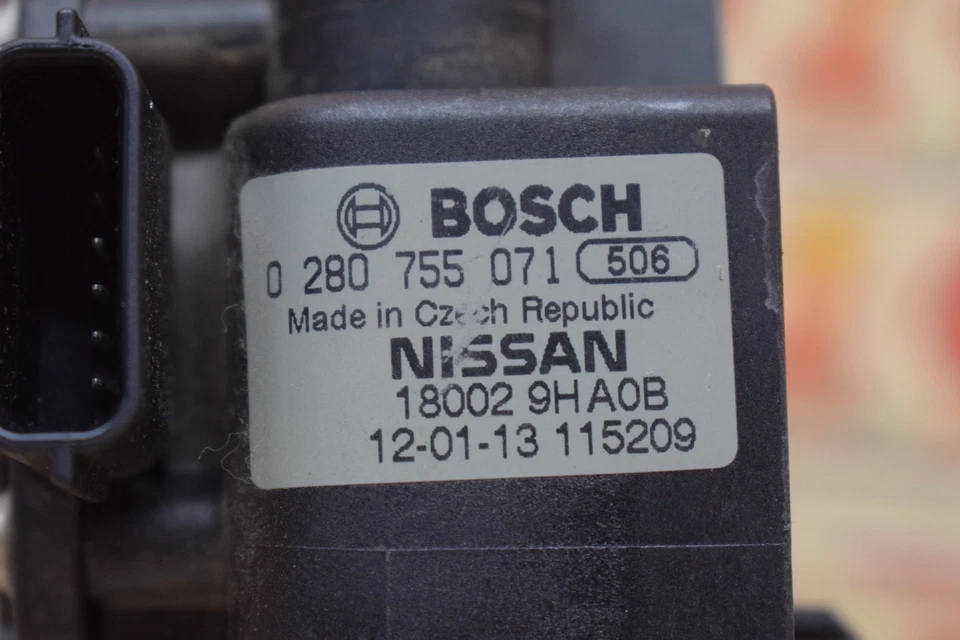 BOSCH
0 280 755 071 506
Made in Czech Republic
NISSAN
18002 9HA0B
12-01-13 115209